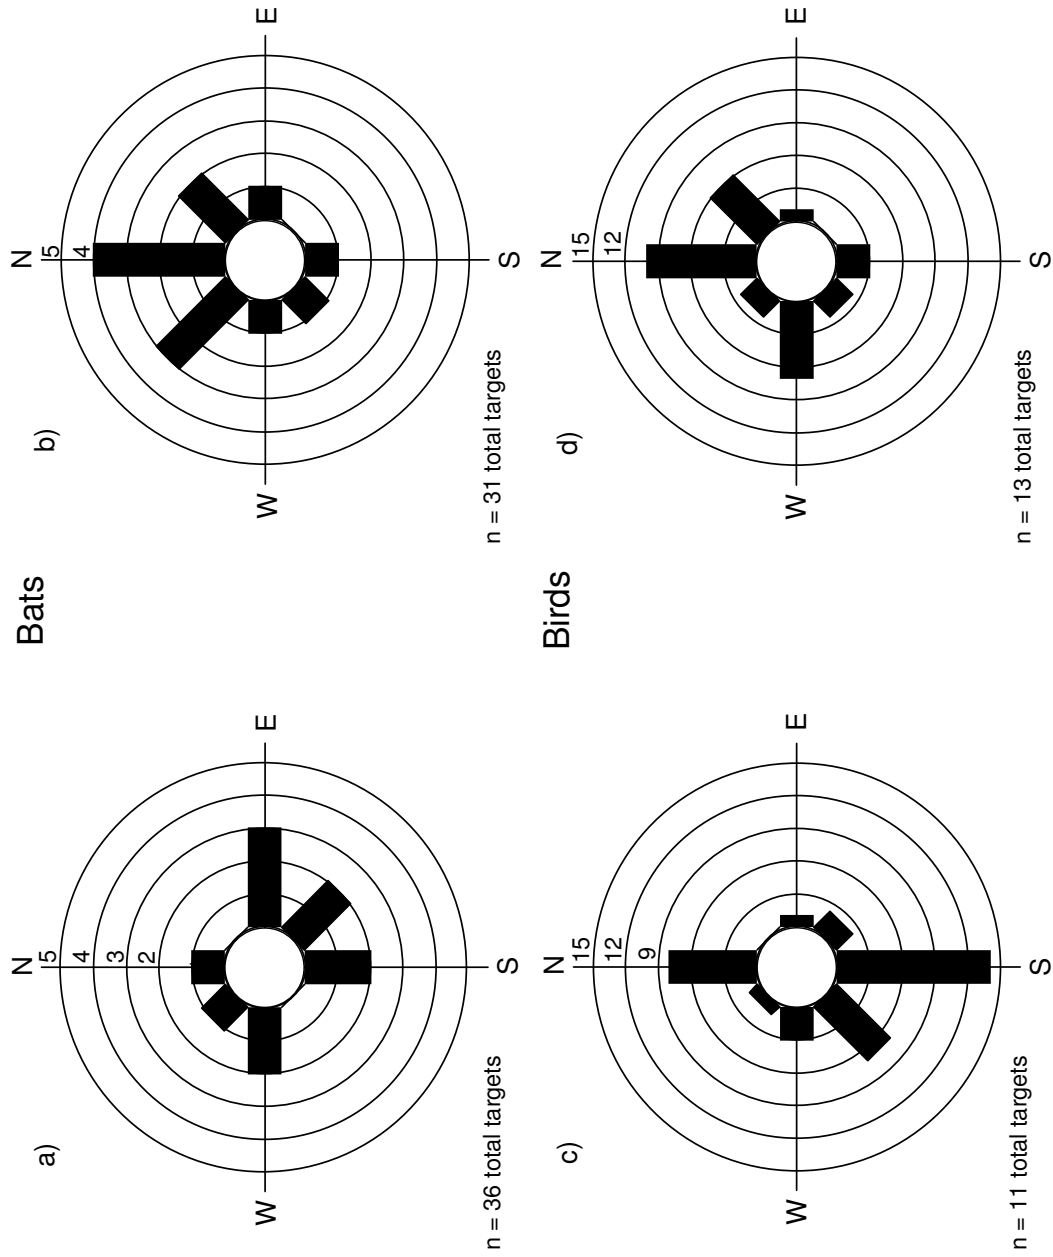 Bats
a)
N
5
4
3
2
W
E
S
n = 36 total targets
b)
N
5
4
W
E
S
n = 31 total targets
Birds
c)
N
15
12
9
W
E
S
n = 11 total targets
d)
N
15
12
W
E
S
n = 13 total targets